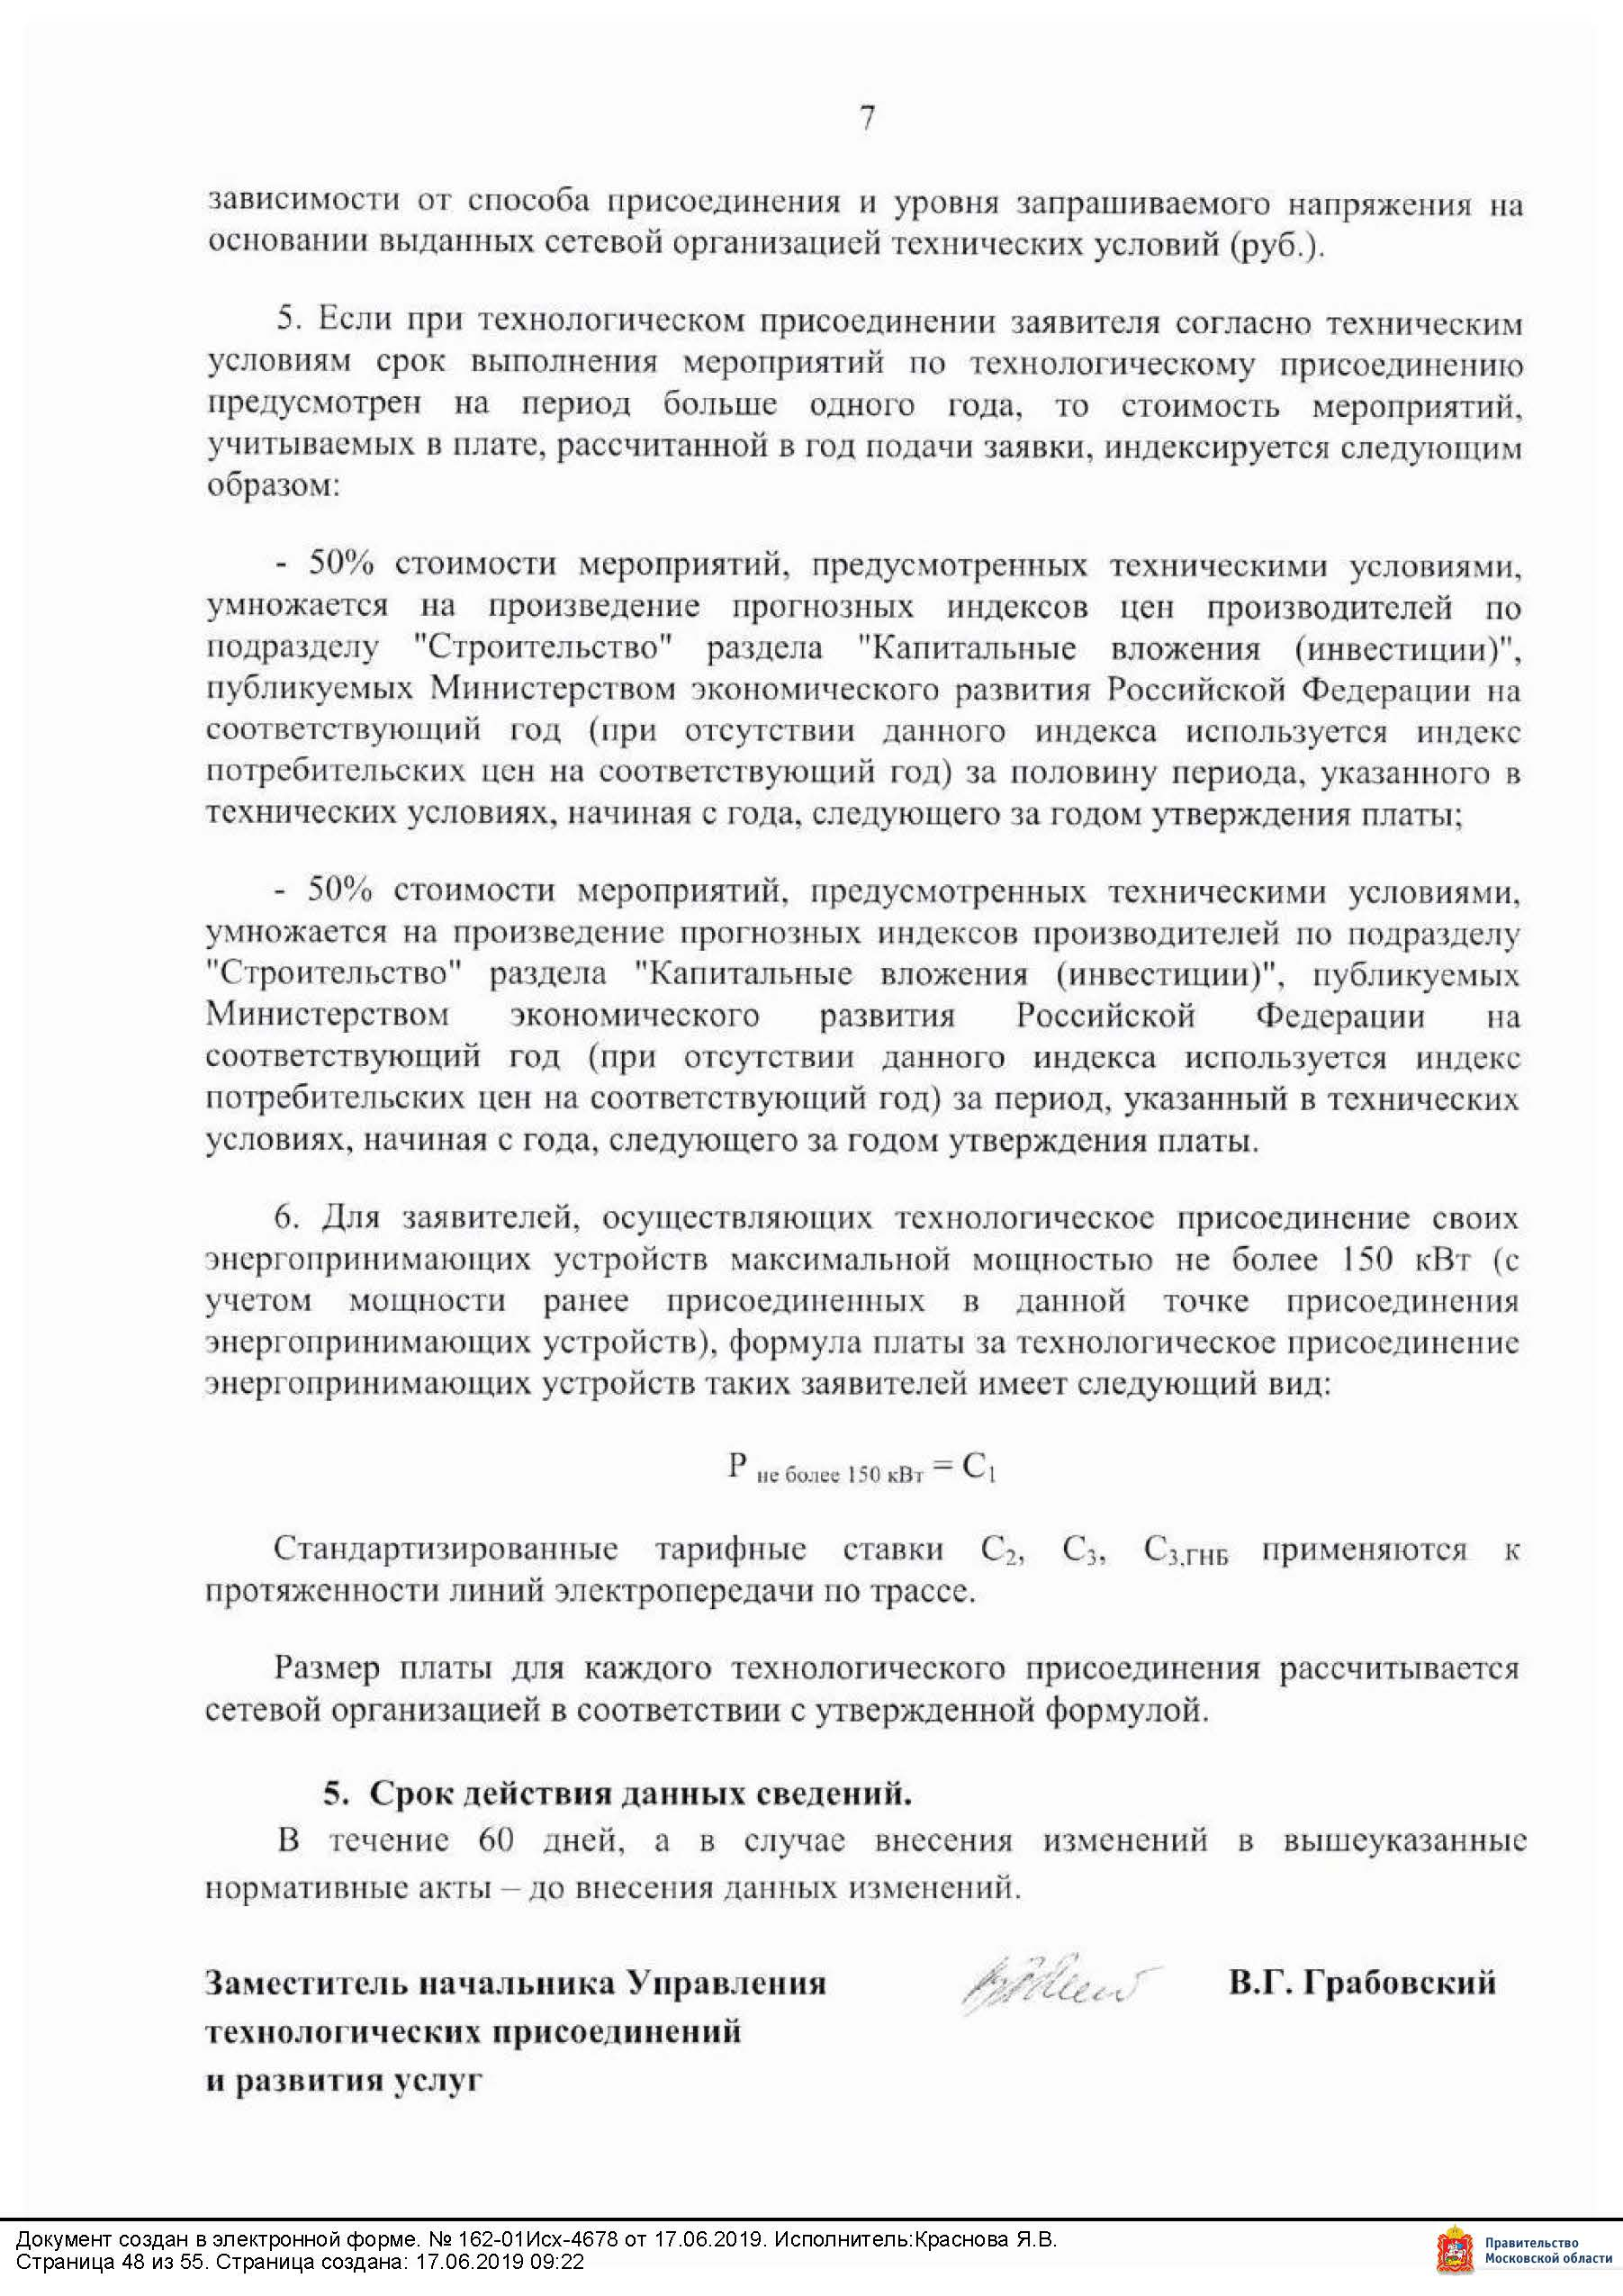 7
зависимости от способа присоединения и уровня запрашиваемого напряжения на
основании выданных сетевой организацией технических условий (руб.).
5. Если при технологическом присоединении заявителя согласно техническим
условиям срок выполнения мероприятий по технологическому присоединению
предусмотрен на период больше одного года, то стоимость мероприятий,
учитываемых в плате, рассчитанной в год подачи заявки, индексируется следующим
образом:
- 50% стоимости мероприятий, предусмотренных техническими условиями,
умножается на произведение прогнозных индексов цен производителей по
подразделу "Строительство" раздела "Капитальные вложения (инвестиции)",
публикуемых Министерством экономического развития Российской Федерации на
соответствующий год (при отсутствии данного индекса используется индекс
потребительских цен на соответствующий год) за половину периода, указанного в
технических условиях, начиная с года, следующего за годом утверждения платы;
- 50% стоимости мероприятий, предусмотренных техническими условиями,
умножается на произведение прогнозных индексов производителей по подразделу
"Строительство" раздела "Капитальные вложения (инвестиции)", публикуемых
Министерством экономического развития Российской Федерации на
соответствующий год (при отсутствии данного индекса используется индекс
потребительских цен на соответствующий год) за период, указанный в технических
условиях, начиная с года, следующего за годом утверждения платы.
6. Для заявителей, осуществляющих технологическое присоединение своих
энергопринимающих устройств максимальной мощностью не более 150 кВт (с
учетом мощности ранее присоединенных в данной точке присоединения
энергопринимающих устройств), формула платы за технологическое присоединение
энергопринимающих устройств таких заявителей имеет следующий вид:
Р не более 150 кВт = С1
Стандартизированные тарифные ставки С2, С3, С3.ГНБ применяются к
протяженности линий электропередачи по трассе.
Размер платы для каждого технологического присоединения рассчитывается
сетевой организацией в соответствии с утвержденной формулой.
5. Срок действия данных сведений.
В течение 60 дней, а в случае внесения изменений в вышеуказанные
нормативные акты – до внесения данных изменений.
Заместитель начальника Управления В.Г. Грабовский
технологических присоединений
и развития услуг
Документ создан в электронной форме. № 162-01Исх-4678 от 17.06.2019. Исполнитель:Краснова Я.В.
Страница 48 из 55. Страница создана: 17.06.2019 09:22
Правительство
Московской области